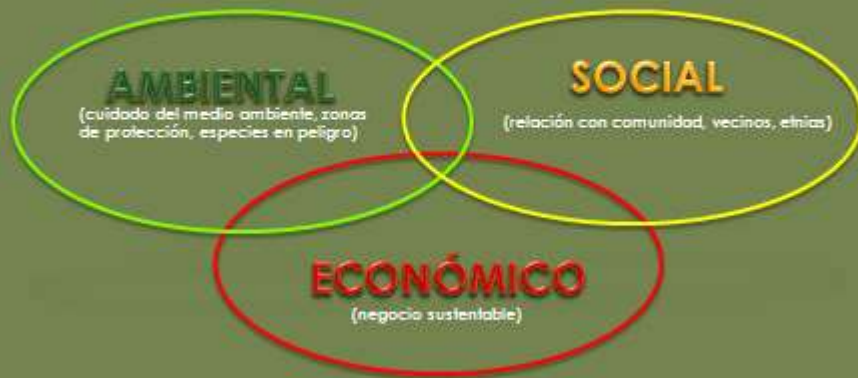 AMBIENTAL
(cuidado del medio ambiente, zonas
de protección, especies en peligro)
SOCIAL
(relación con comunidad, vecinos, etnias)
ECONÓMICO
(negocio sustentable)